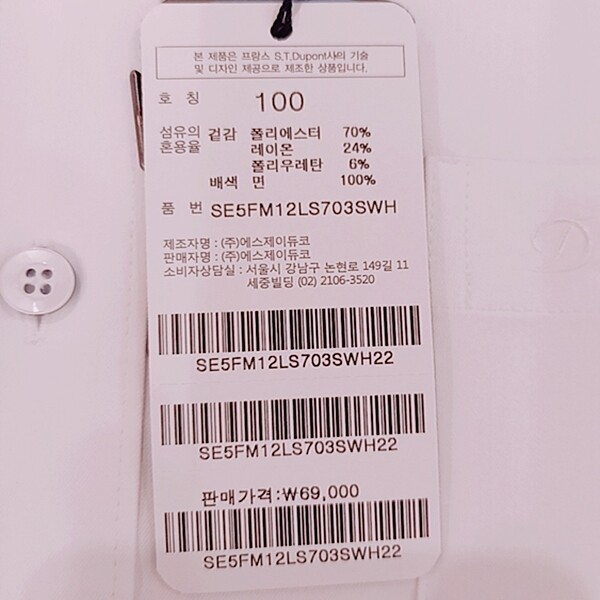 본 제품은 프랑스 S.T.Dupont사의 기술
및 디자인 제공으로 제조한 상품입니다.
호 칭 100
섬유의 겉감 폴리에스터 70%
혼용율 레이온 24%
폴리우레탄 6%
배색 면 100%
품 번 SE5FM12LS703SWH
제조자명 : (주)에스제이듀코
판매자명 : (주)에스제이듀코
소비자상담실 : 서울시 강남구 논현로 149길 11
세중빌딩 (02) 2106-3520
SE5FM12LS703SWH22
SE5FM12LS703SWH22
판매가격:₩69,000
SE5FM12LS703SWH22